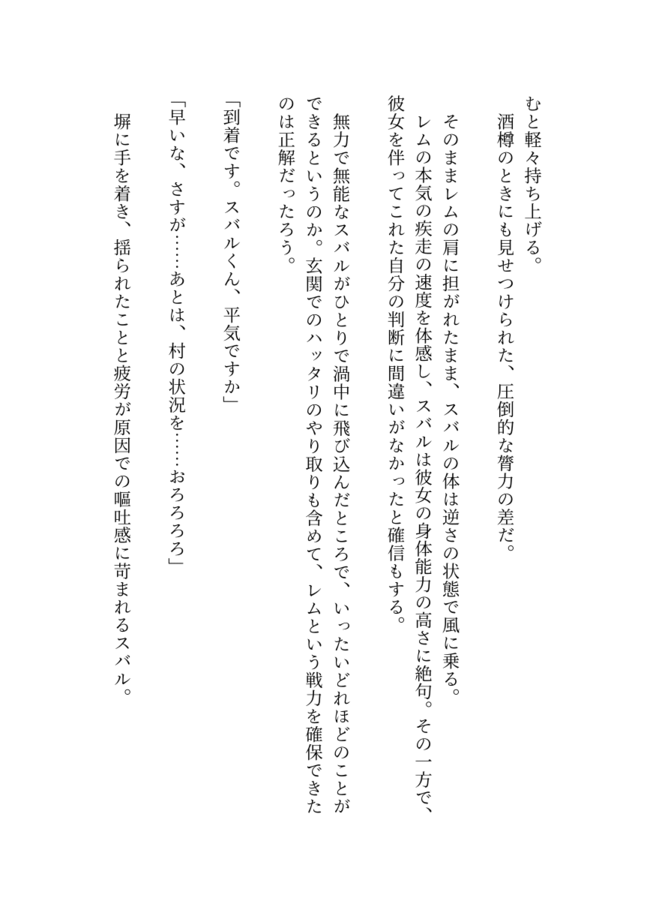 むと軽々持ち上げる。
　酒樽のときにも見せつけられた、圧倒的な膂力の差だ。
　そのままレムの肩に担がれたまま、スバルの体は逆さの状態で風に乗る。
　レムの本気の疾走の速度を体感し、スバルは彼女の身体能力の高さに絶句。その一方で、
彼女を伴ってこれた自分の判断に間違いがなかったと確信もする。
　無力で無能なスバルがひとりで渦中に飛び込んだところで、いったいどれほどのことが
できるというのか。玄関でのハッタリのやり取りも含めて、レムという戦力を確保できた
のは正解だったろう。
「到着です。スバルくん、平気ですか」
「早いな、さすが……あとは、村の状況を……おろろろろ」
　塀に手を着き、揺られたことと疲労が原因での嘔吐感に苛まれるスバル。